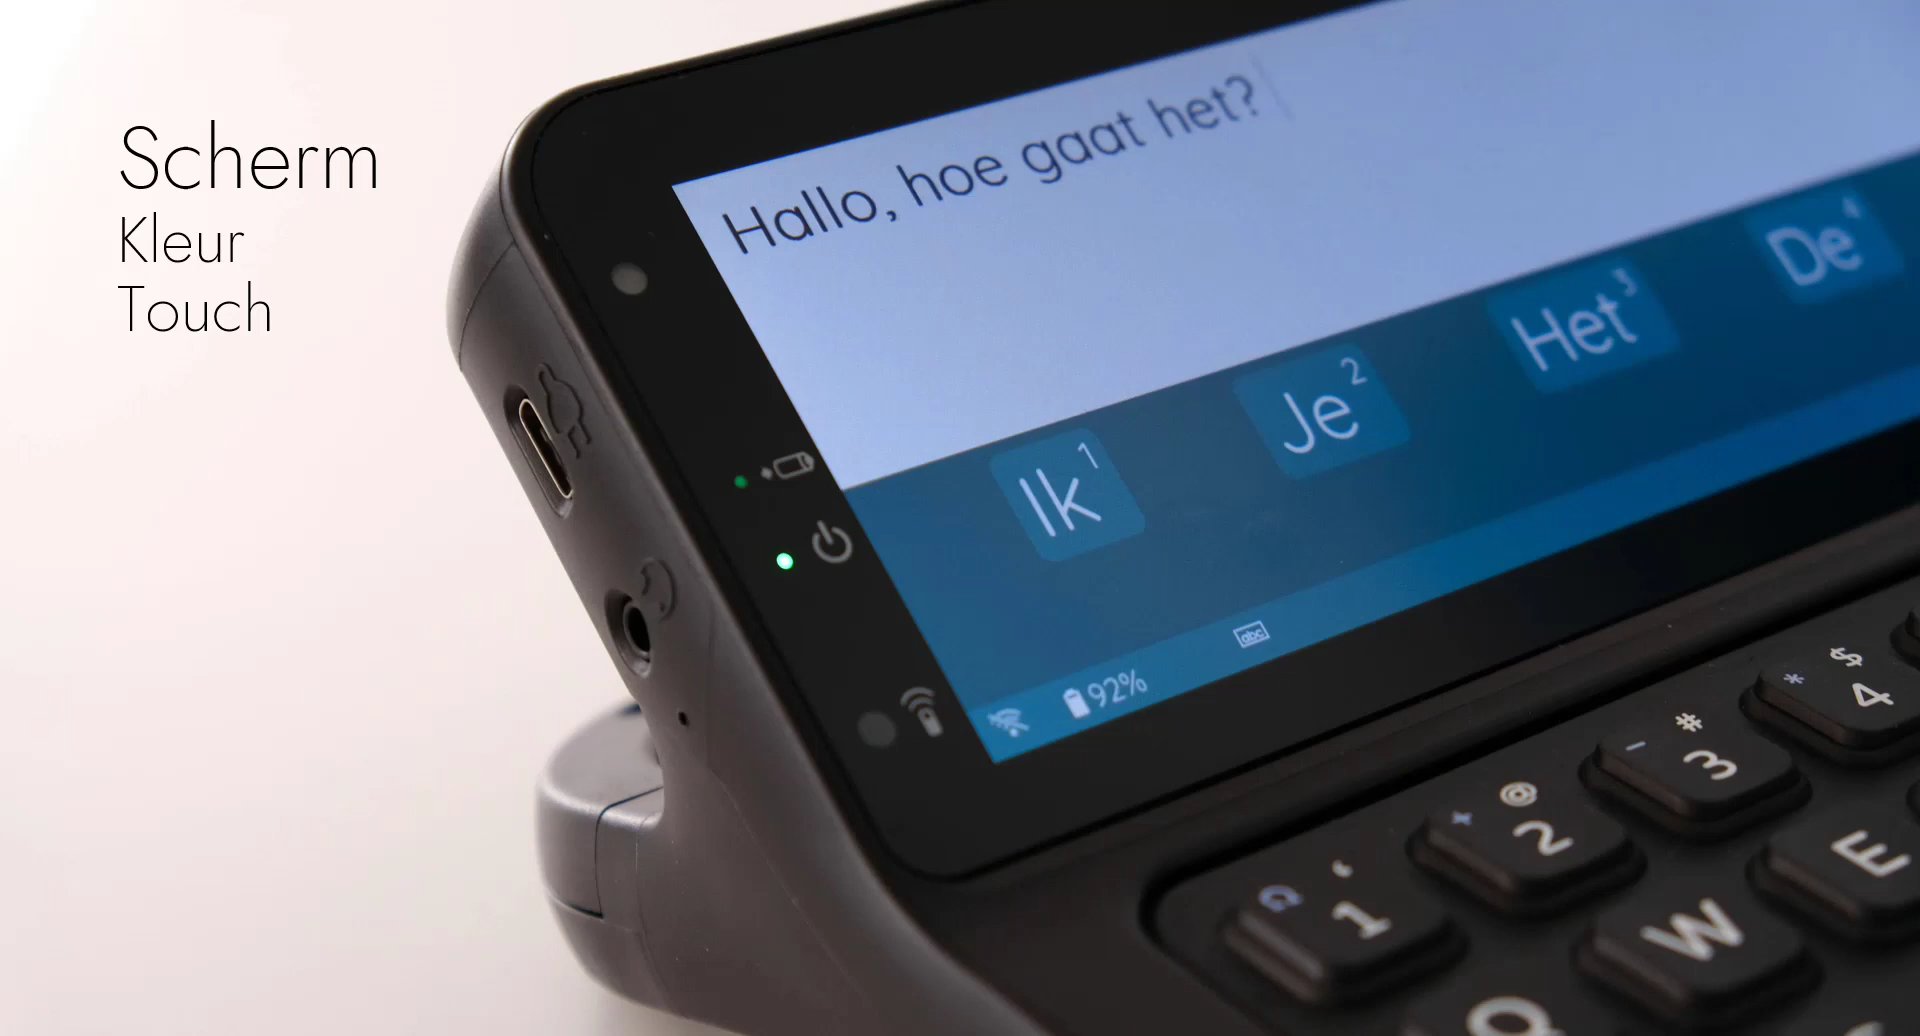 Scherm
Kleur
Touch
Hallo, hoe gaat het?
Ik 1
Je 2
Het 3
De 4
92%
abc
$
* 4
#
- 3
@
+ 2
Ω 1
E
W
Q